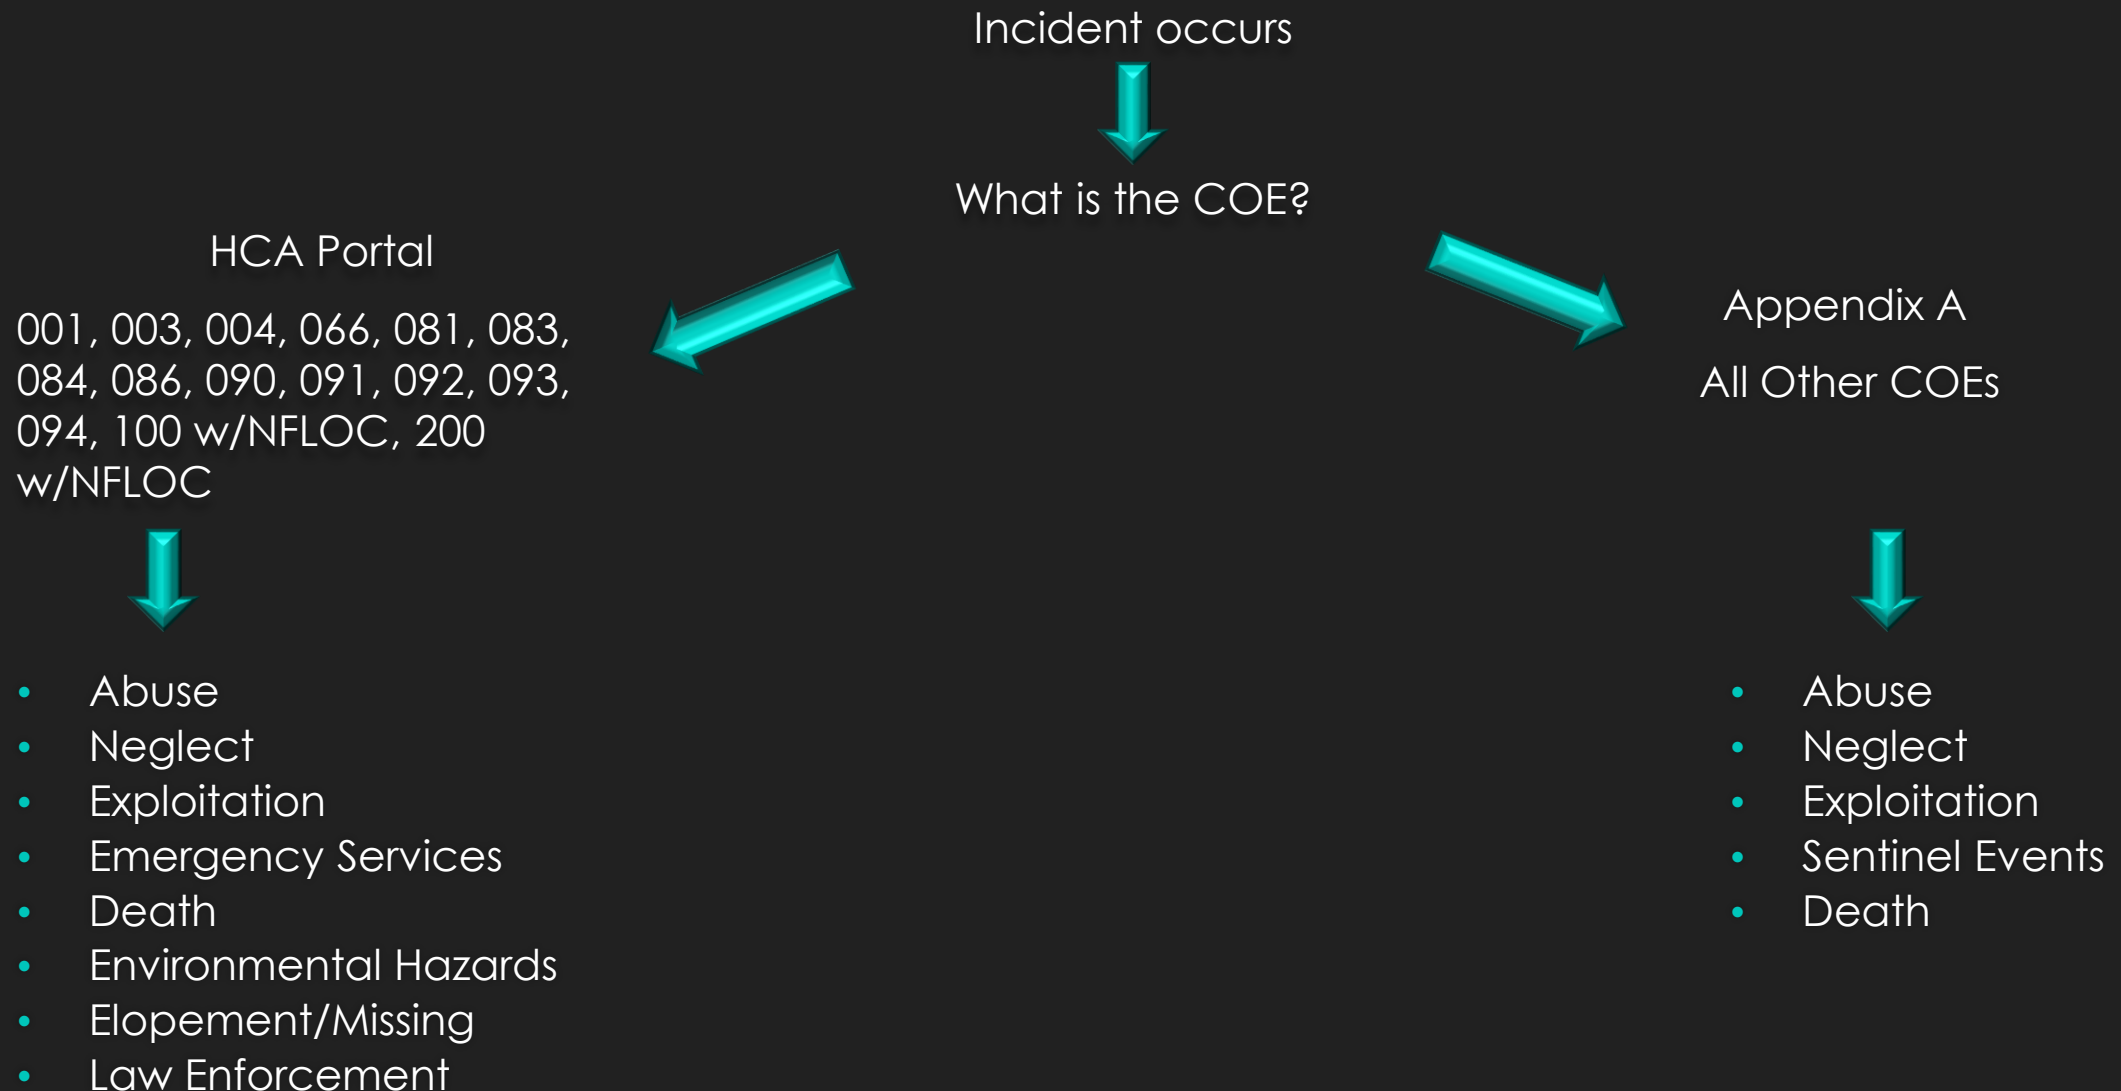 Incident occurs
What is the COE?
HCA Portal
001, 003, 004, 066, 081, 083,
084, 086, 090, 091, 092, 093,
094, 100 w/NFLOC, 200
w/NFLOC
• Abuse
• Neglect
• Exploitation
• Emergency Services
• Death
• Environmental Hazards
• Elopement/Missing
• Law Enforcement
Appendix A
All Other COEs
• Abuse
• Neglect
• Exploitation
• Sentinel Events
• Death